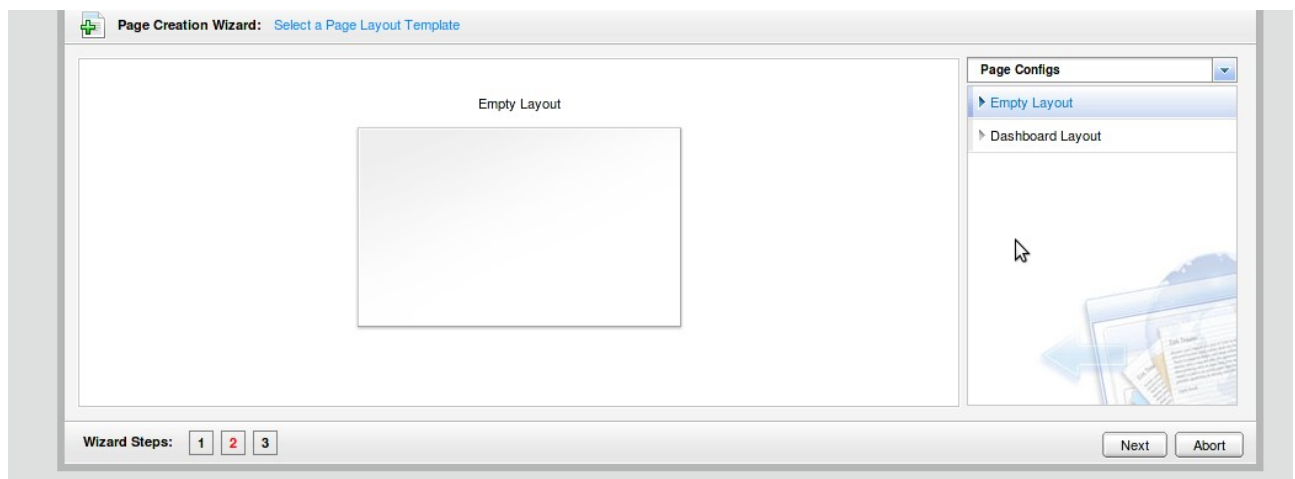 Page Creation Wizard: Select a Page Layout Template
Empty Layout
Page Configs
Empty Layout
Dashboard Layout
Wizard Steps: 1 2 3
Next Abort